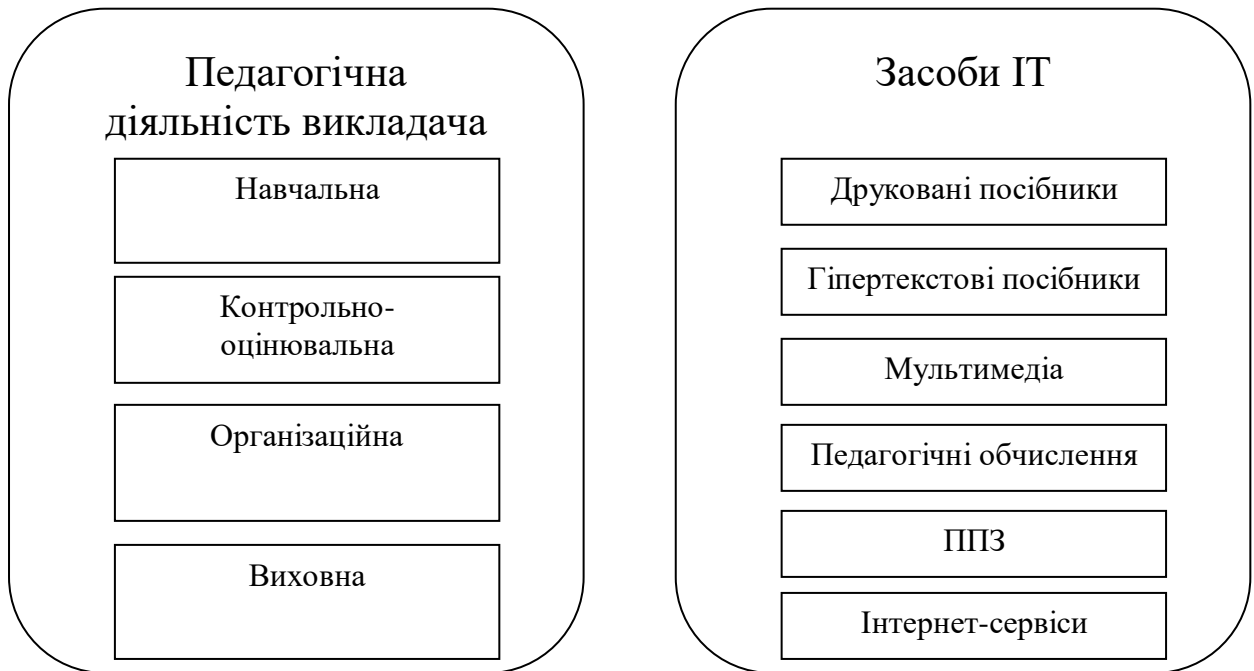 Педагогічна
діяльність викладача
Навчальна
Контрольно-
оцінювальна
Організаційна
Виховна
Засоби ІТ
Друковані посібники
Гіпертекстові посібники
Мультимедіа
Педагогічні обчислення
ППЗ
Інтернет-сервіси